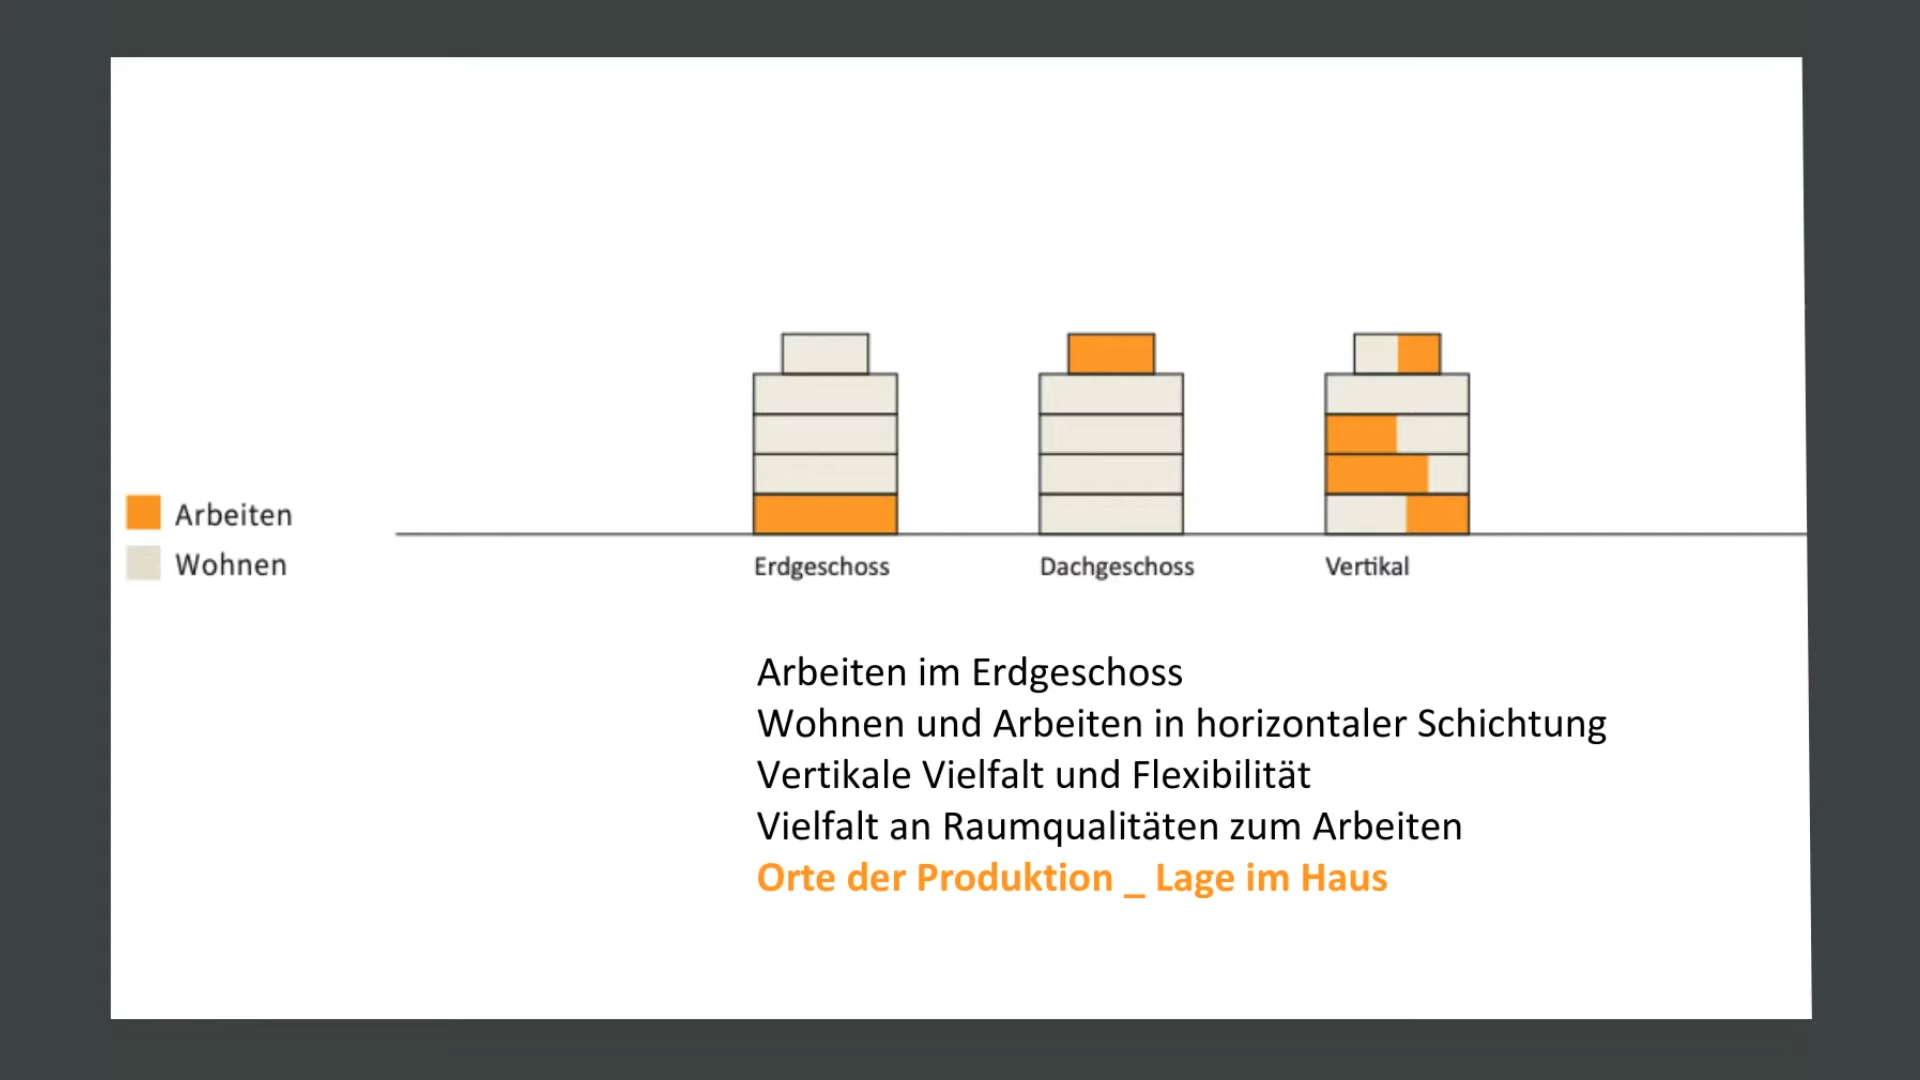 Arbeiten
Wohnen
Erdgeschoss
Dachgeschoss
Vertikal
Arbeiten im Erdgeschoss
Wohnen und Arbeiten in horizontaler Schichtung
Vertikale Vielfalt und Flexibilität
Vielfalt an Raumqualitäten zum Arbeiten
Orte der Produktion _ Lage im Haus